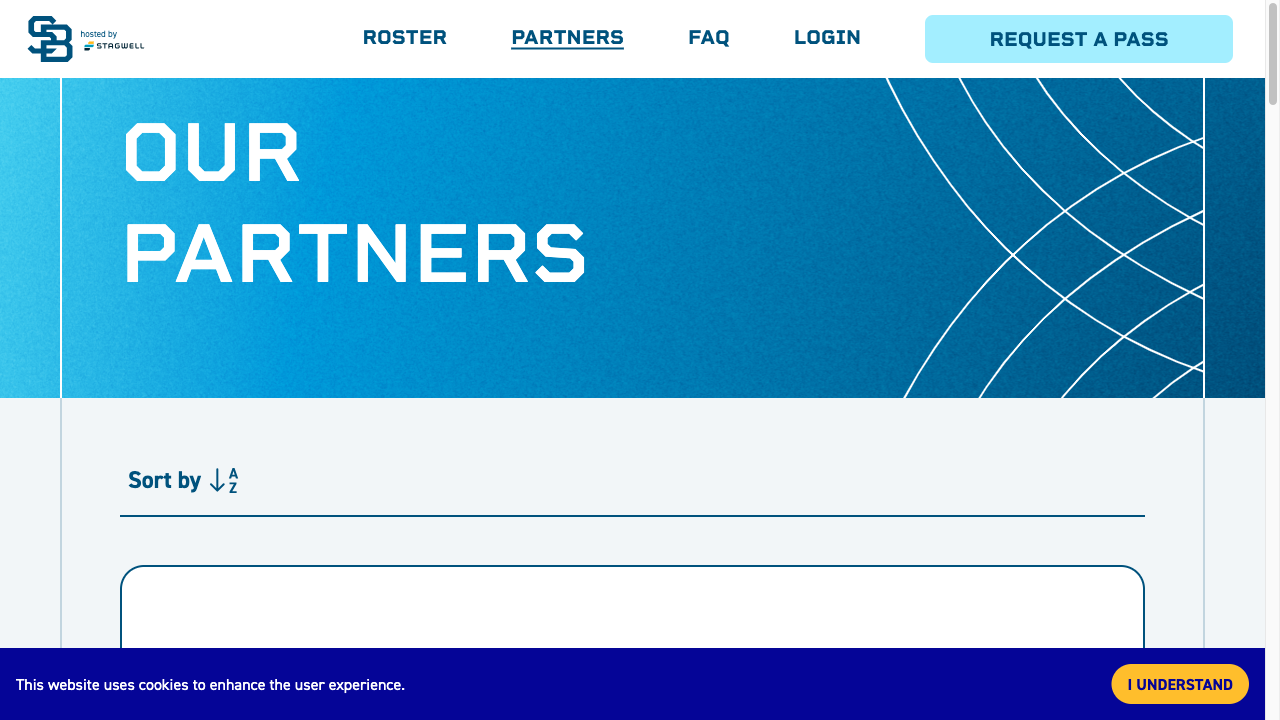 SB
hosted by
STAGWELL
ROSTER
PARTNERS
FAQ
LOGIN
REQUEST A PASS
OUR
PARTNERS
Sort by
A
Z
This website uses cookies to enhance the user experience.
I UNDERSTAND